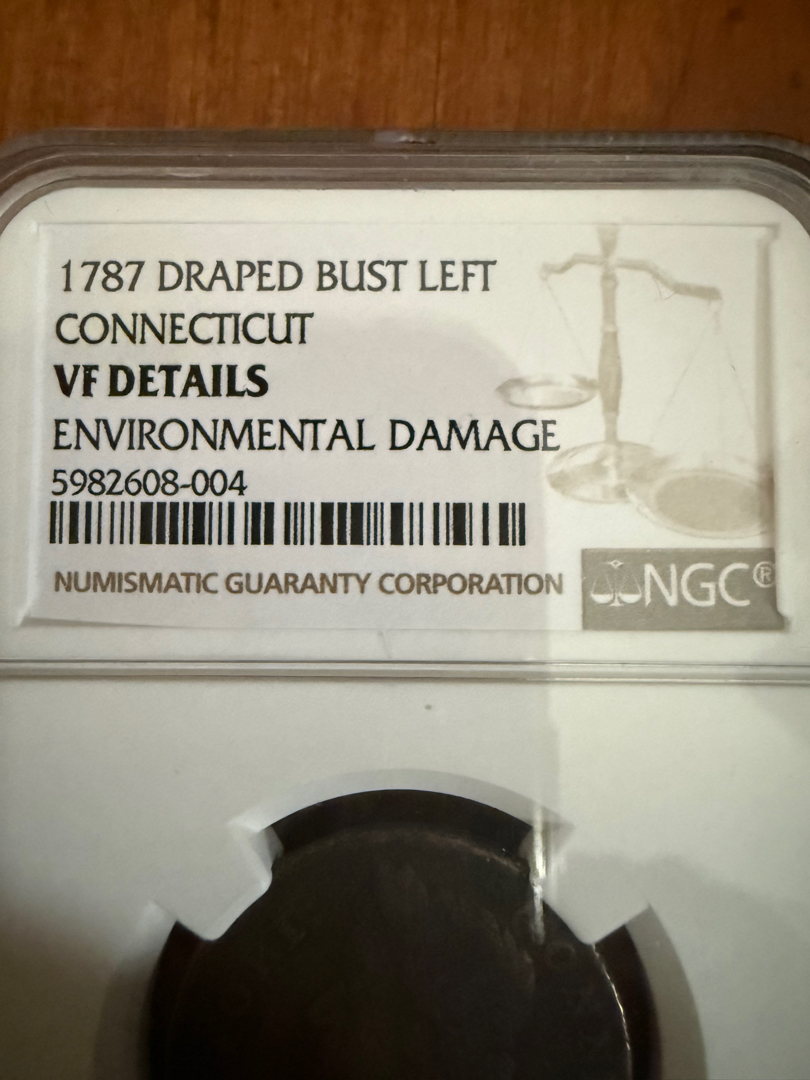 1787 DRAPED BUST LEFT
CONNECTICUT
VF DETAILS
ENVIRONMENTAL DAMAGE
5982608-004
NUMISMATIC GUARANTY CORPORATION
NGC®